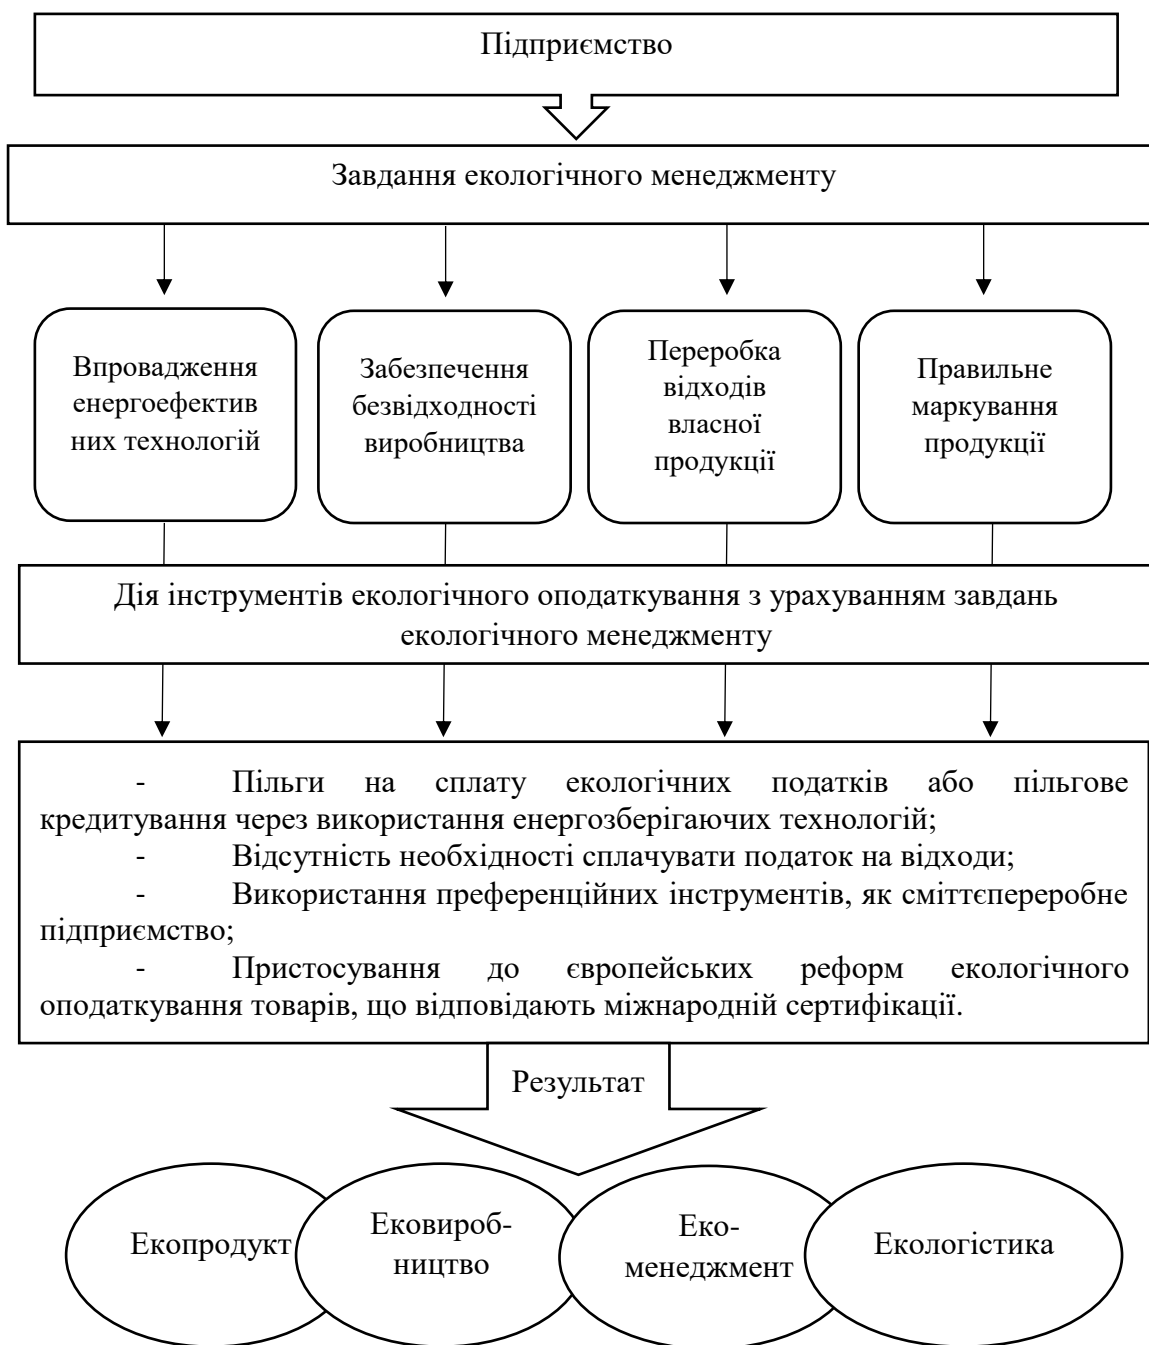 Підприємство
Завдання екологічного менеджменту
Впровадження
енергоефектив
них технологій
Забезпечення
безвідходності
виробництва
Переробка
відходів
власної
продукції
Правильне
маркування
продукції
Дія інструментів екологічного оподаткування з урахуванням завдань
екологічного менеджменту
- Пільги на сплату екологічних податків або пільгове
кредитування через використання енергозберігаючих технологій;
- Відсутність необхідності сплачувати податок на відходи;
- Використання преференційних інструментів, як сміттєпереробне
підприємство;
- Пристосування до європейських реформ екологічного
оподаткування товарів, що відповідають міжнародній сертифікації.
Результат
Екопродукт
Ековироб-
ництво
Еко-
менеджмент
Екологістика